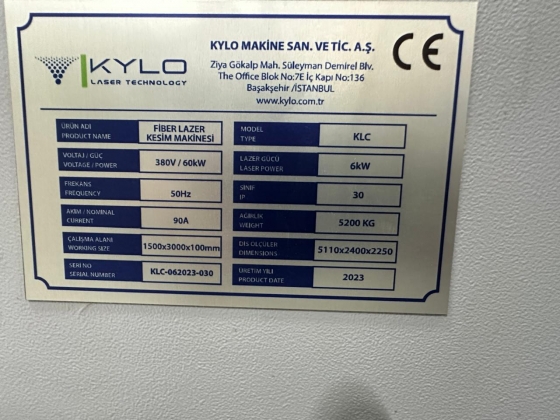 KYLO
LASER TECHNOLOGY
KYLO MAKİNE SAN. VE TİC. A.Ş.
Ziya Gökalp Mah. Süleyman Demirel Blv.
The Office Blok No:7E İç Kapı No:136
Başakşehir /İSTANBUL
www.kylo.com.tr
CE
ÜRÜN ADI
PRODUCT NAME
FİBER LAZER
KESİM MAKİNESİ
VOLTAJ / GÜÇ
VOLTAGE / POWER
380V / 60kW
FREKANS
FREQUENCY
50Hz
AKIM / NOMINAL
CURRENT
90A
ÇALIŞMA ALANI
WORKING SIZE
1500x3000x100mm
SERI NO
SERIAL NUMBER
KLC-062023-030
MODEL
TYPE
KLC
LAZER GÜCÜ
LASER POWER
6kW
SINIF
IP
30
AĞIRLIK
WEIGHT
5200 KG
DIŞ ÖLÇÜLER
DIMENSIONS
5110x2400x2250
ÜRETIM YILI
PRODUCT DATE
2023